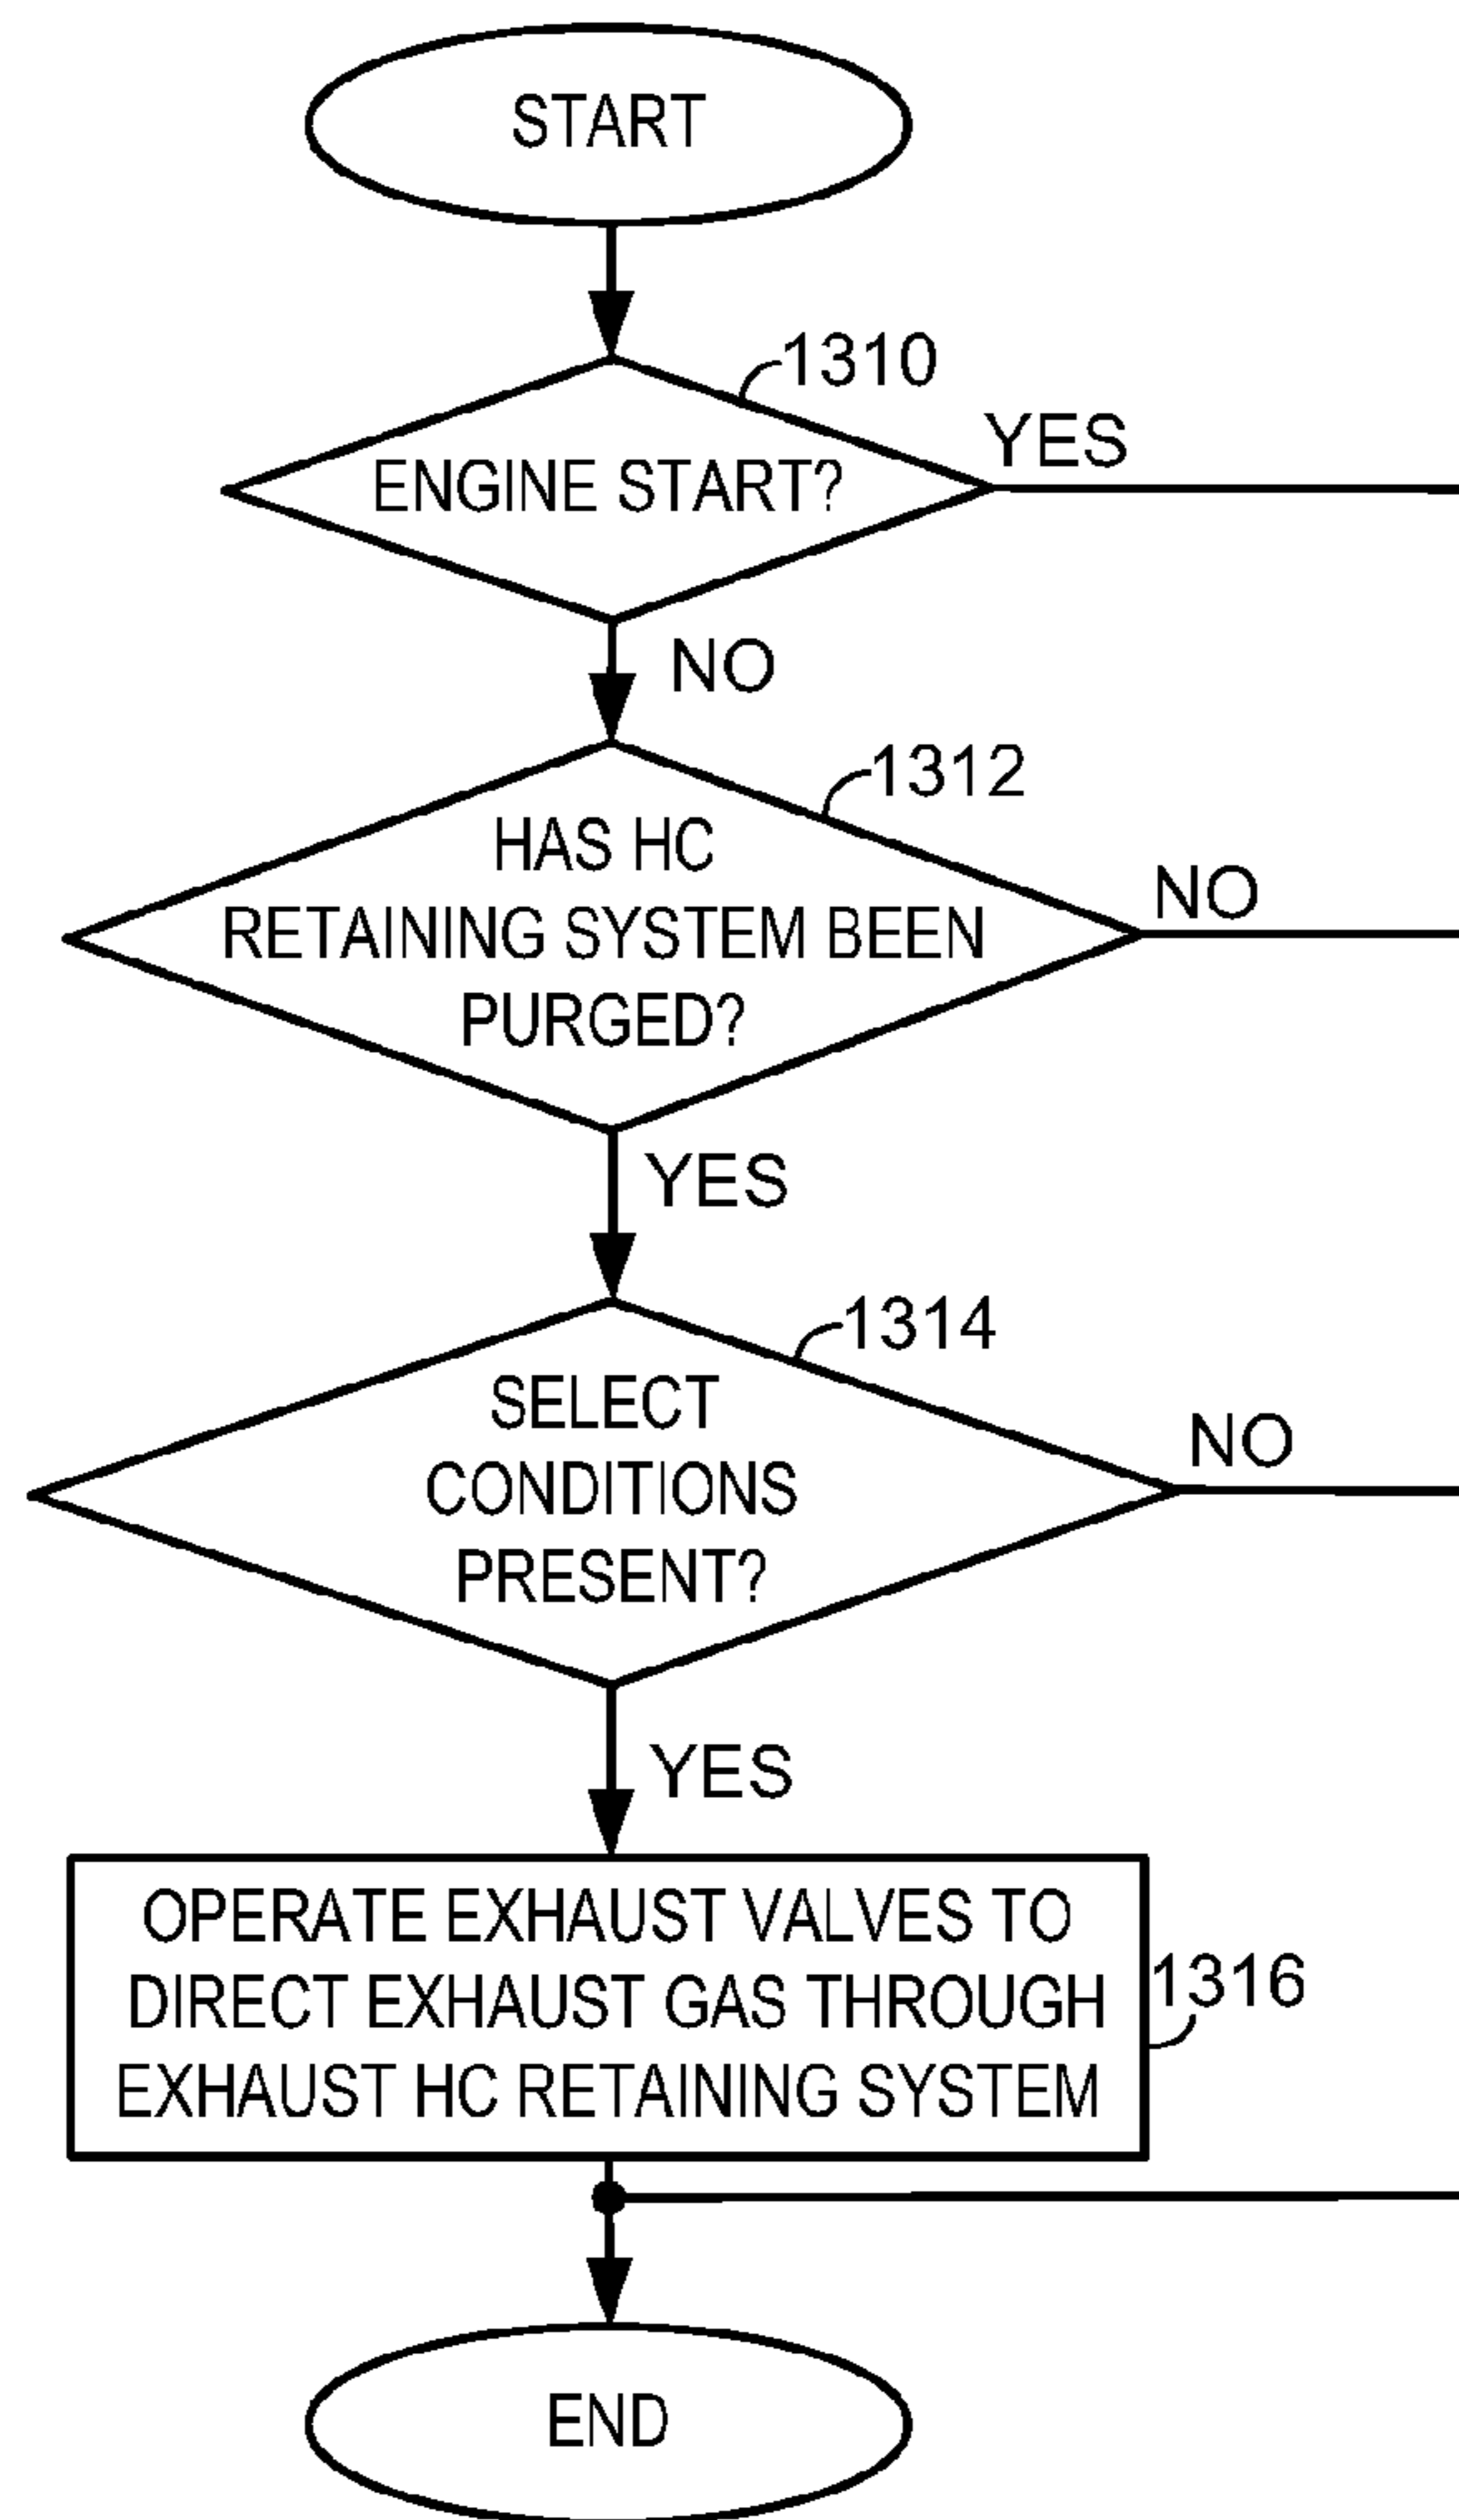 START
1310
YES
ENGINE START?
NO
1312
HAS HC
RETAINING SYSTEM BEEN
PURGED?
NO
YES
1314
SELECT
CONDITIONS
PRESENT?
NO
YES
OPERATE EXHAUST VALVES TO
DIRECT EXHAUST GAS THROUGH
EXHAUST HC RETAINING SYSTEM
1316
END